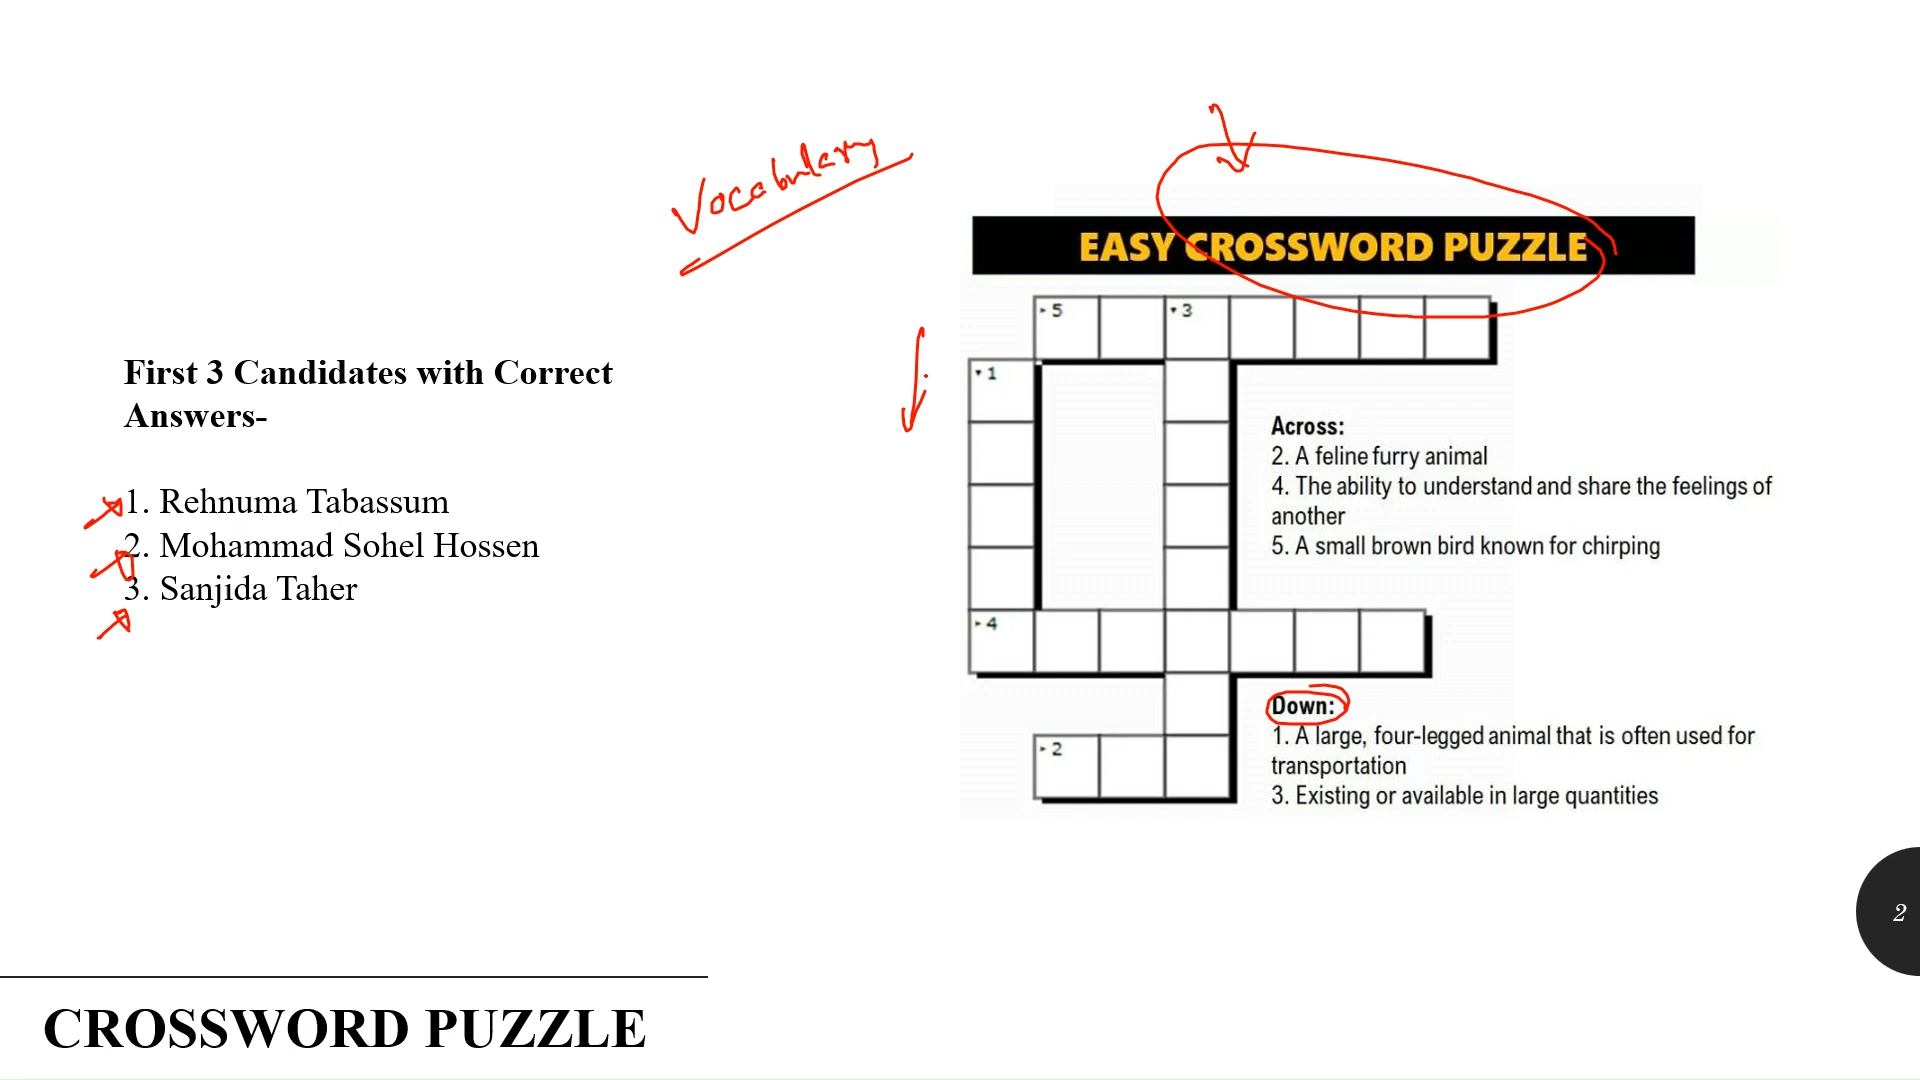 Vocabulary
EASY CROSSWORD PUZZLE
5
3
1
4
2
First 3 Candidates with Correct
Answers-
1. Rehnuma Tabassum
2. Mohammad Sohel Hossen
3. Sanjida Taher
Across:
2. A feline furry animal
4. The ability to understand and share the feelings of
another
5. A small brown bird known for chirping
Down:
1. A large, four-legged animal that is often used for
transportation
3. Existing or available in large quantities
2
CROSSWORD PUZZLE